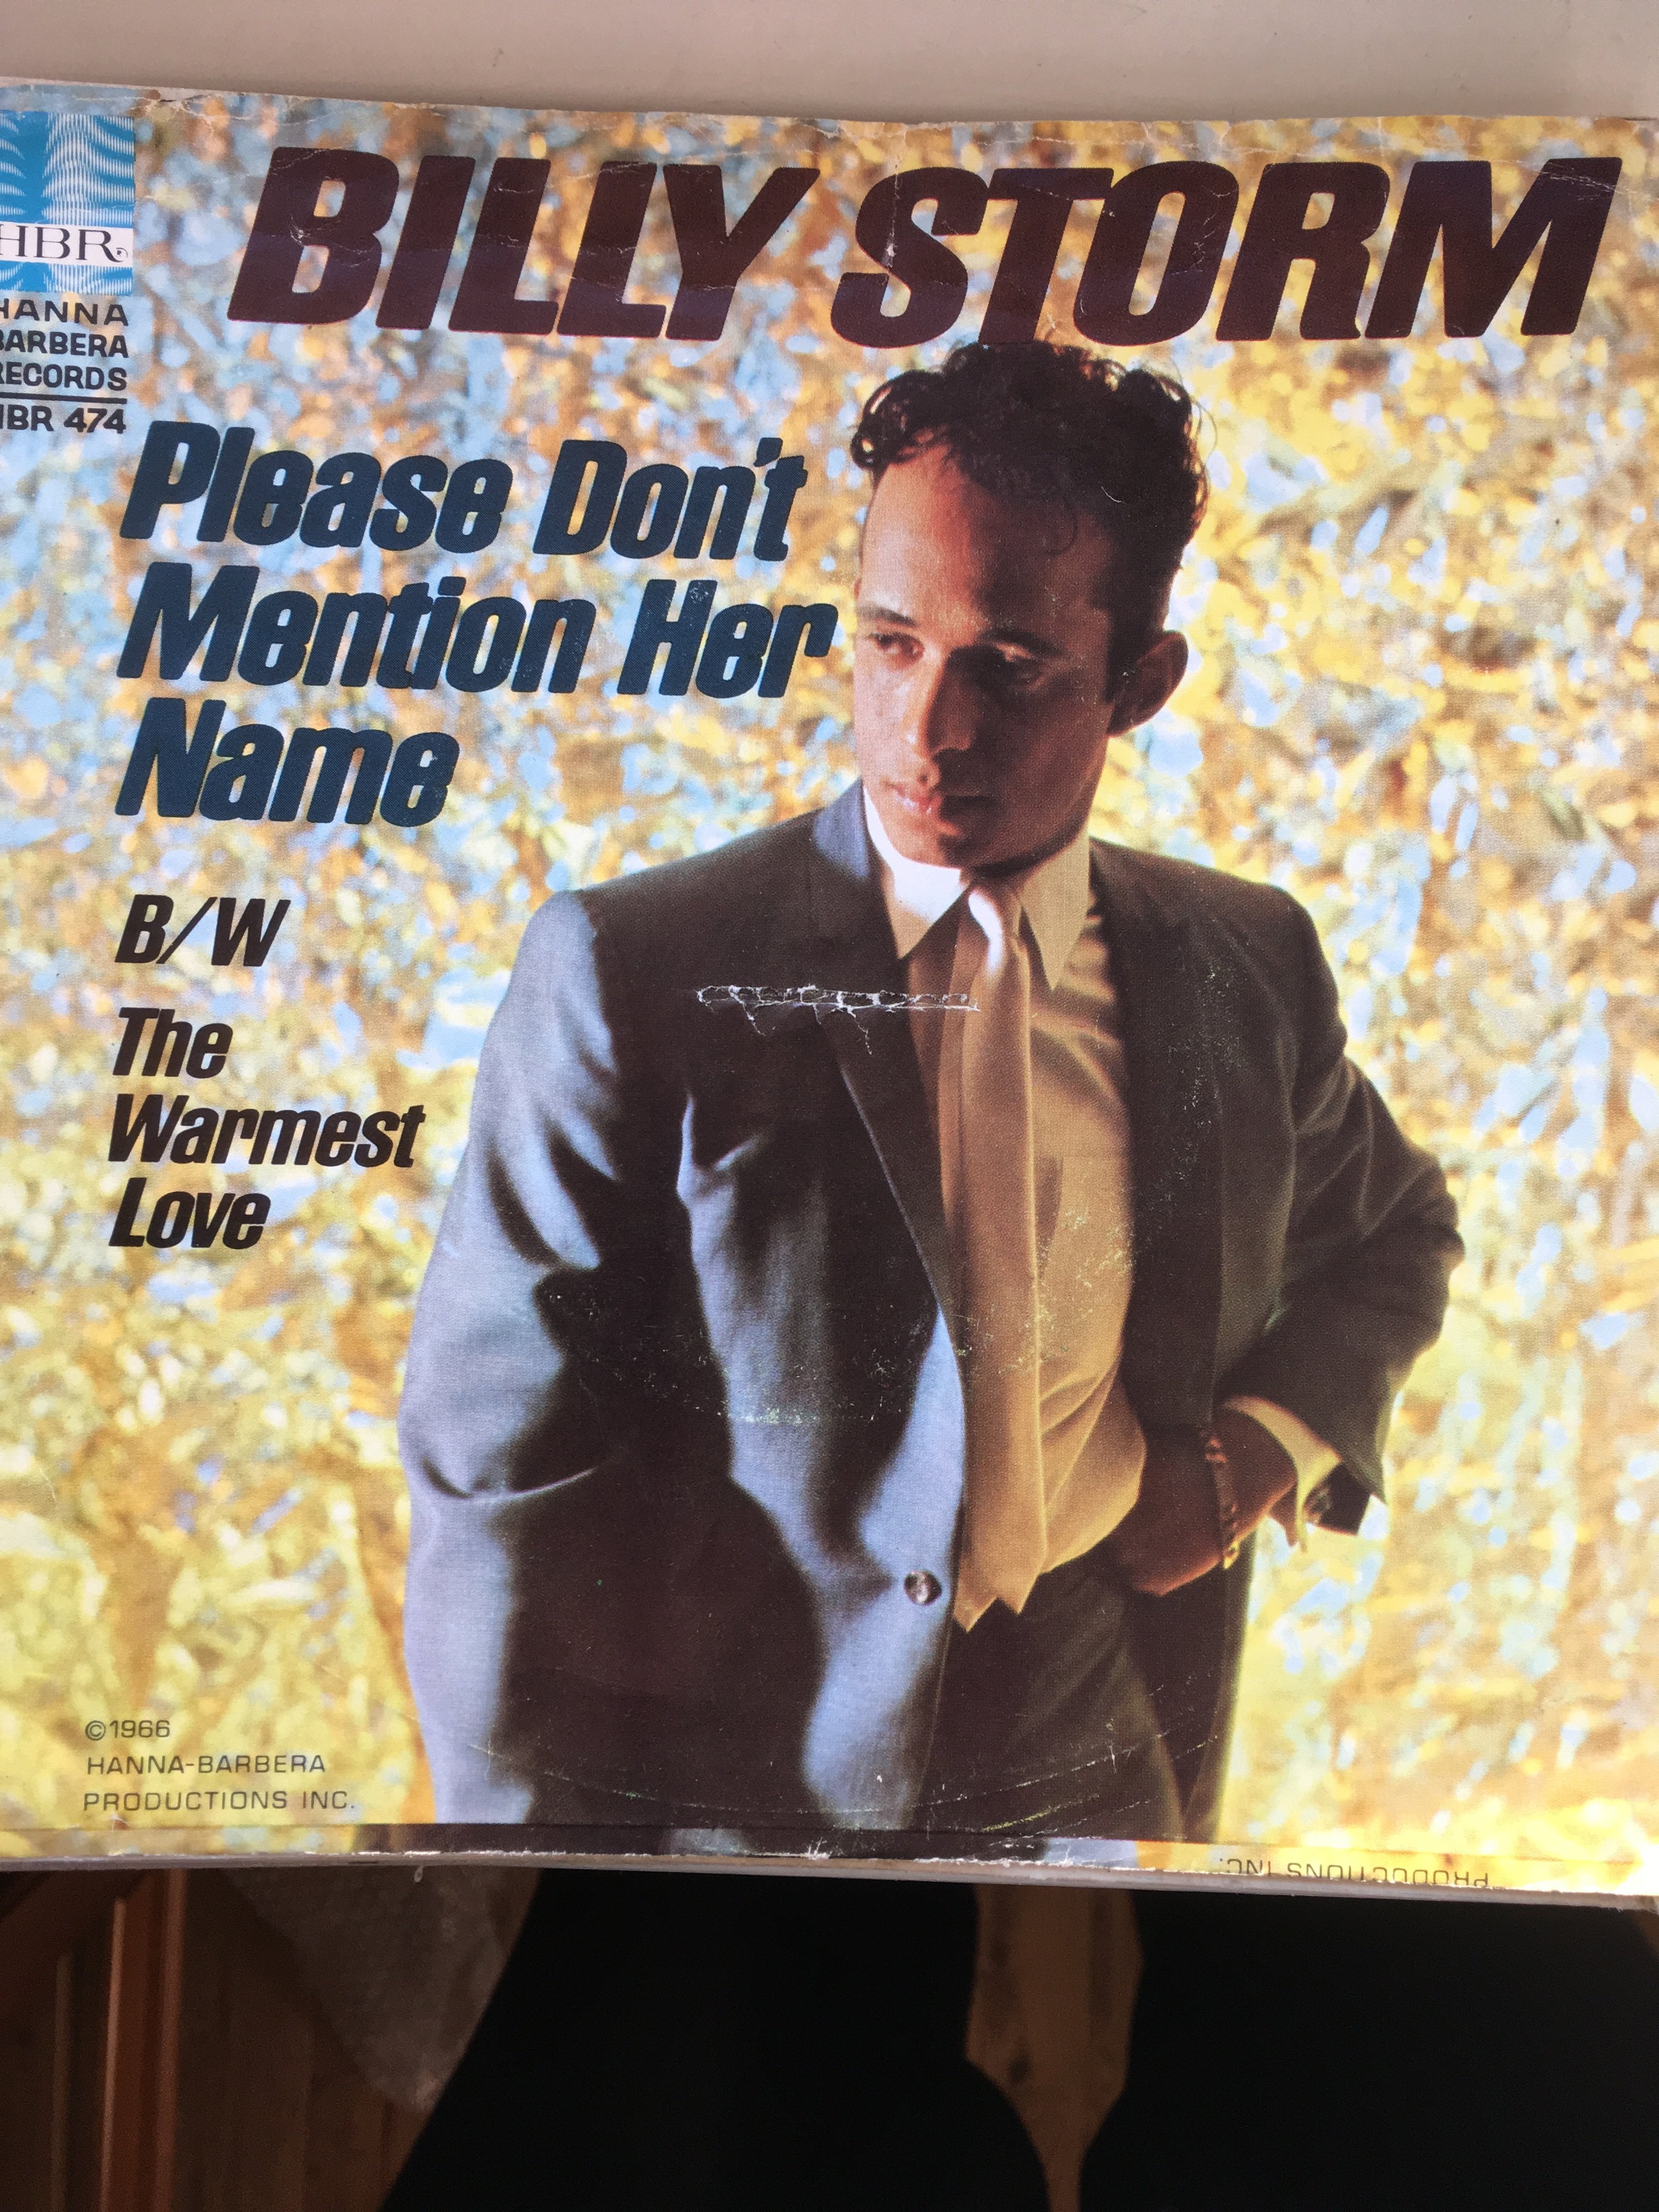 BILLY STORM
HBR
HANNA
BARBERA
RECORDS
HBR 474
Please Don't
Mention Her
Name
B/W
The
Warmest
Love
©1966
HANNA-BARBERA
PRODUCTIONS INC.
PRODUCTIONS INC.